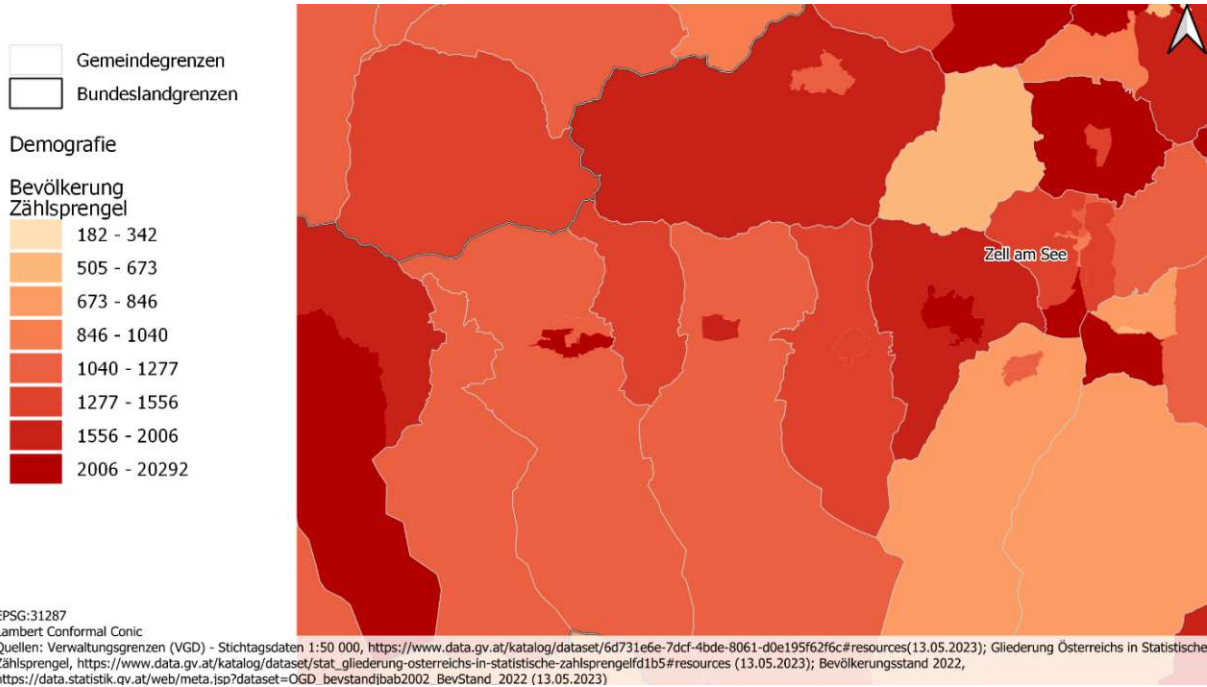 Gemeindegrenzen
Bundeslandgrenzen
Demografie
Bevölkerung
Zählsprengel
182 - 342
505 - 673
673 - 846
846 - 1040
1040 - 1277
1277 - 1556
1556 - 2006
2006 - 20292
Zell am See
EPSG:31287
Lambert Conformal Conic
Quellen: Verwaltungsgrenzen (VGD) - Stichtagsdaten 1:50 000, https://www.data.gv.at/katalog/dataset/6d731e6e-7dcf-4bde-8061-d0e195f62f6c#resources(13.05.2023); Gliederung Österreichs in Statistische
Zählsprengel, https://www.data.gv.at/katalog/dataset/stat_gliederung-osterreichs-in-statistische-zahlsprengelfd1b5#resources (13.05.2023); Bevölkerungsstand 2022,
https://data.statistik.gv.at/web/meta.jsp?dataset=OGD_bevstandjbab2002_BevStand_2022 (13.05.2023)